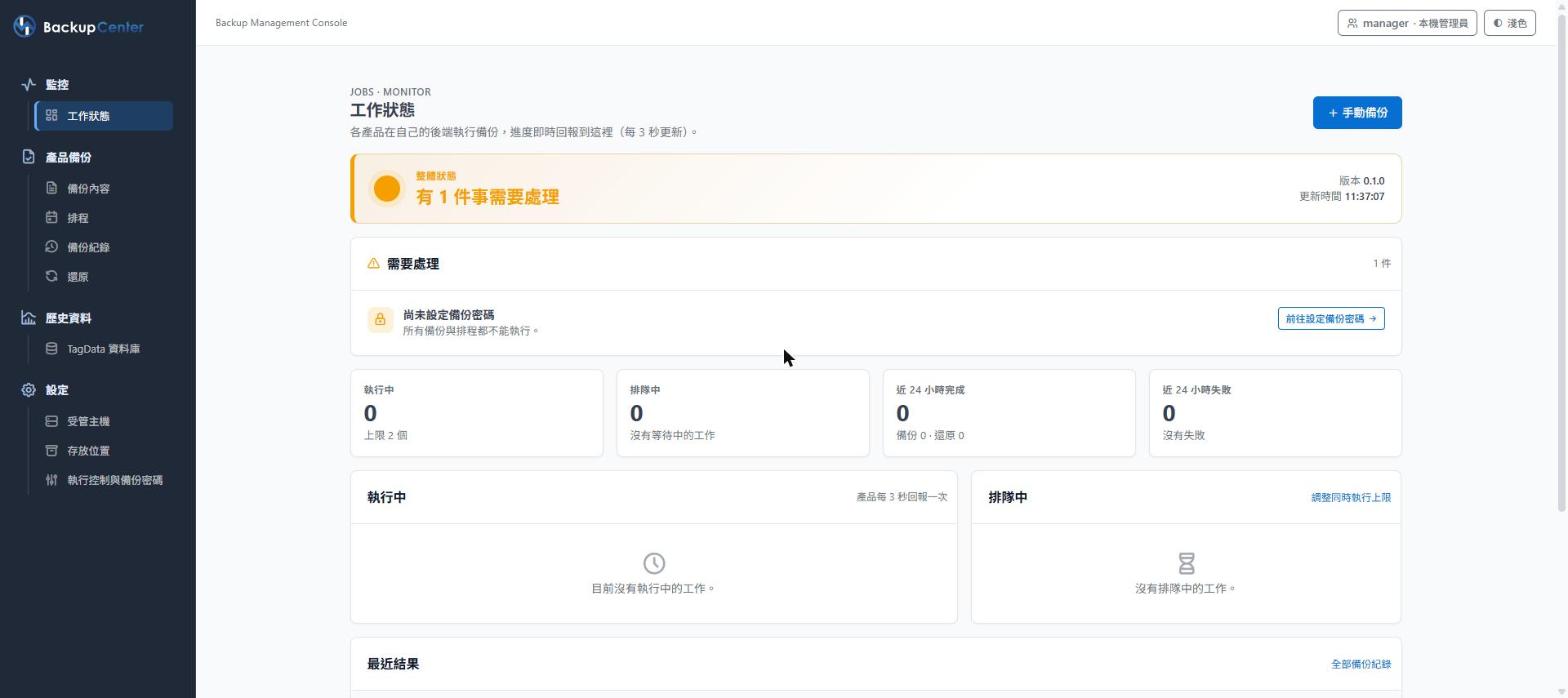 BackupCenter
Backup Management Console
manager · 本機管理員
淺色
監控
工作狀態
產品備份
備份內容
排程
備份紀錄
還原
歷史資料
TagData 資料庫
設定
受管主機
存放位置
執行控制與備份密碼
JOBS · MONITOR
工作狀態
各產品在自己的後端執行備份，進度即時回報到這裡（每 3 秒更新）。
+ 手動備份
整體狀態
有 1 件事需要處理
版本 0.1.0
更新時間 11:37:07
需要處理
1 件
尚未設定備份密碼
所有備份與排程都不能執行。
前往設定備份密碼 →
執行中
0
上限 2 個
排隊中
0
沒有等待中的工作
近 24 小時完成
0
備份 0 · 還原 0
近 24 小時失敗
0
沒有失敗
執行中
產品每 3 秒回報一次
目前沒有執行中的工作。
排隊中
調整同時執行上限
沒有排隊中的工作。
最近結果
全部備份紀錄